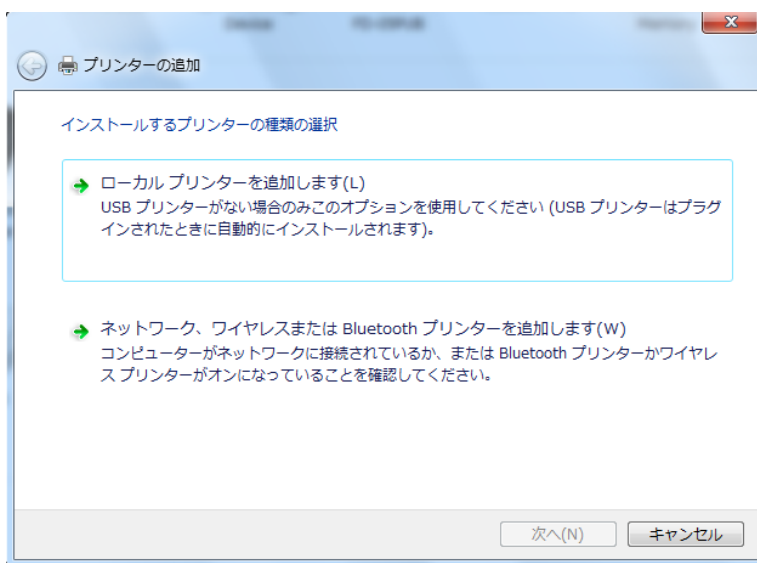 プリンターの追加
インストールするプリンターの種類の選択
ローカル プリンターを追加します(L)
USB プリンターがない場合のみこのオプションを使用してください (USB プリンターはプラグ
インされたときに自動的にインストールされます)。
ネットワーク、ワイヤレスまたは Bluetooth プリンターを追加します(W)
コンピューターがネットワークに接続されているか、または Bluetooth プリンターかワイヤレ
ス プリンターがオンになっていることを確認してください。
次へ(N) キャンセル